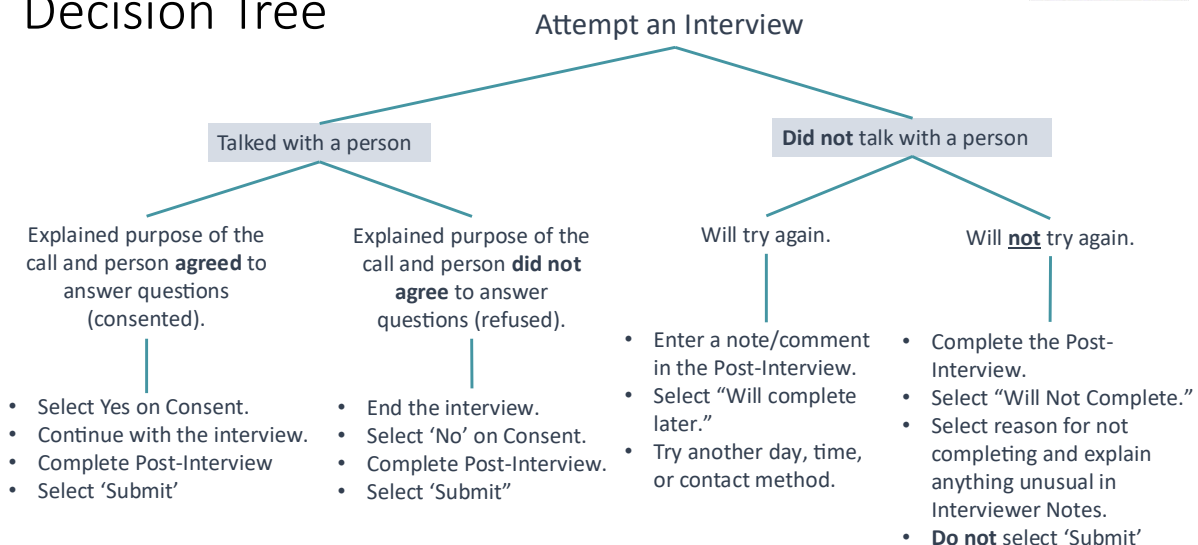 Decision Tree
Attempt an Interview
Talked with a person
Did not talk with a person
Explained purpose of the
call and person agreed to
answer questions
(consented).
Explained purpose of the
call and person did not
agree to answer
questions (refused).
Will try again.
Will not try again.
• Select Yes on Consent.
• Continue with the interview.
• Complete Post-Interview
• Select ‘Submit’
• End the interview.
• Select ‘No’ on Consent.
• Complete Post-Interview.
• Select ‘Submit”
• Enter a note/comment
in the Post-Interview.
• Select “Will complete
later.”
• Try another day, time,
or contact method.
• Complete the Post-
Interview.
• Select “Will Not Complete.”
• Select reason for not
completing and explain
anything unusual in
Interviewer Notes.
• Do not select ‘Submit’